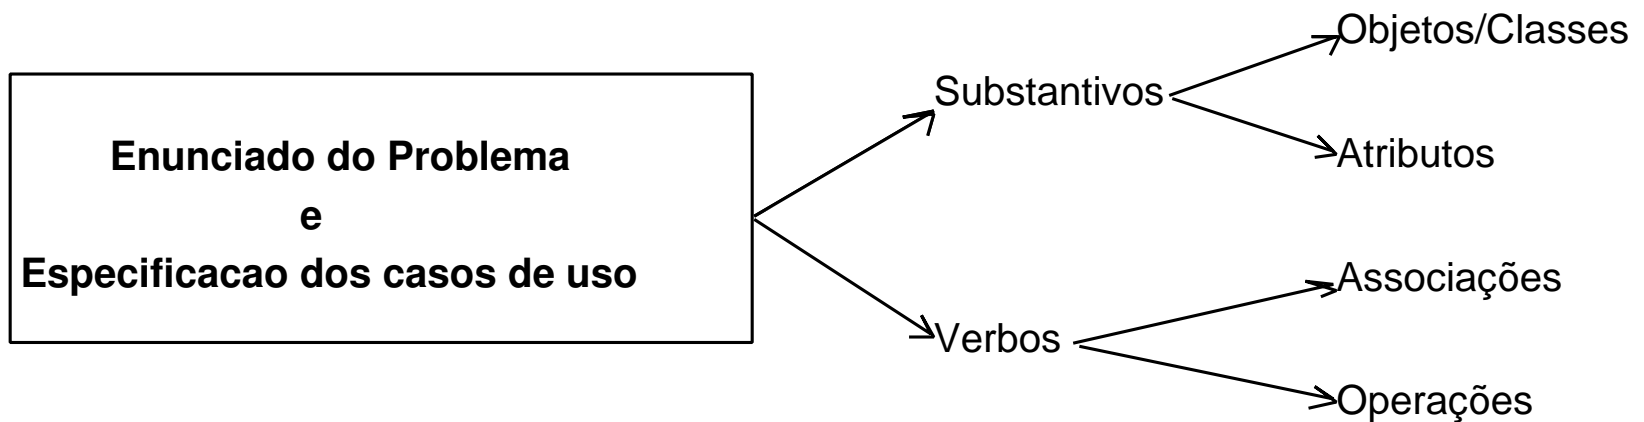 Enunciado do Problema
e
Especificacao dos casos de uso
Substantivos
Objetos/Classes
Atributos
Verbos
Associações
Operações